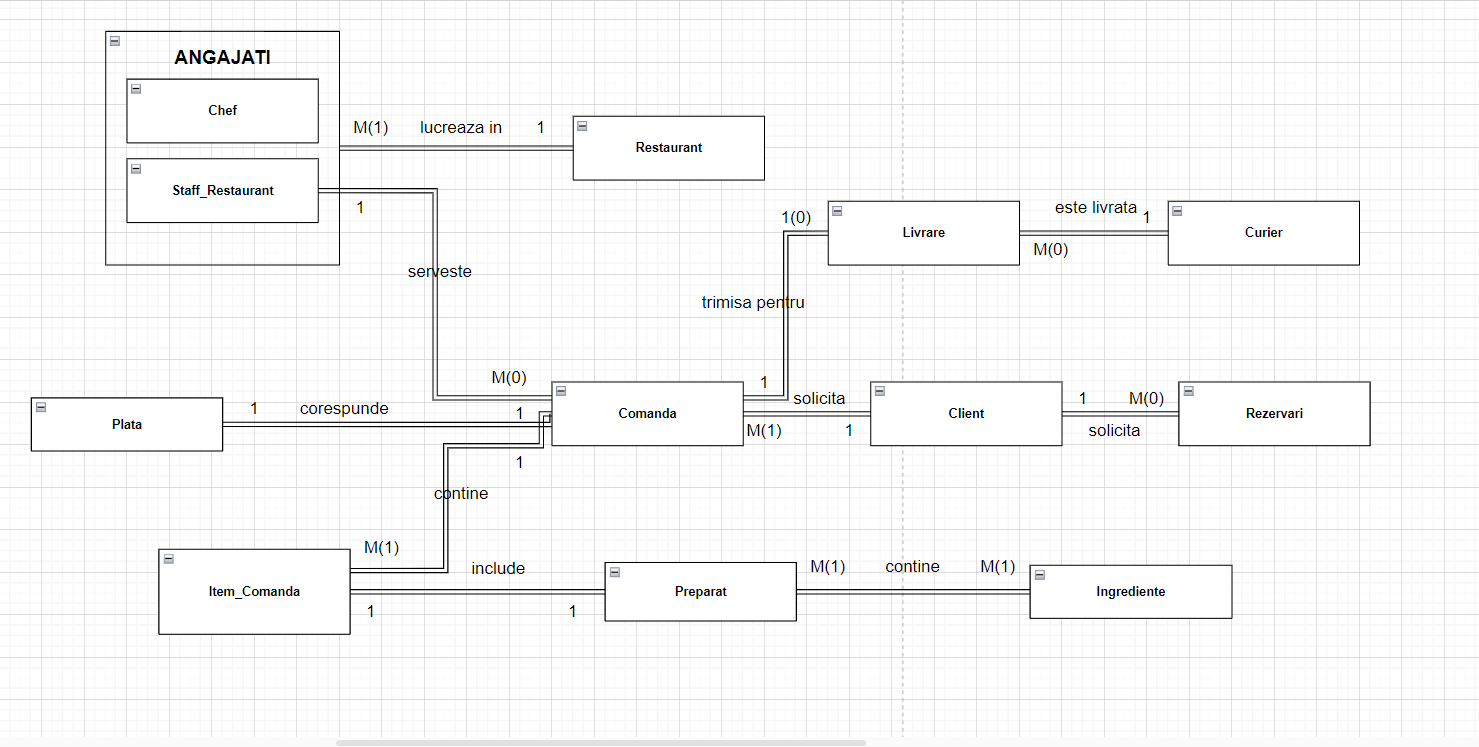 ANGAJATI
Chef
M(1) lucreaza in 1
Restaurant
Staff_Restaurant
1
1(0)
este livrata
1
Livrare
Curier
M(0)
serveste
trimisa pentru
M(0)
1
solicita
1
M(0)
1
corespunde
1
Plata
Comanda
Client
Rezervari
M(1)
1
solicita
1
contine
M(1)
include
M(1)
contine
M(1)
Item_Comanda
Preparat
Ingrediente
1
1